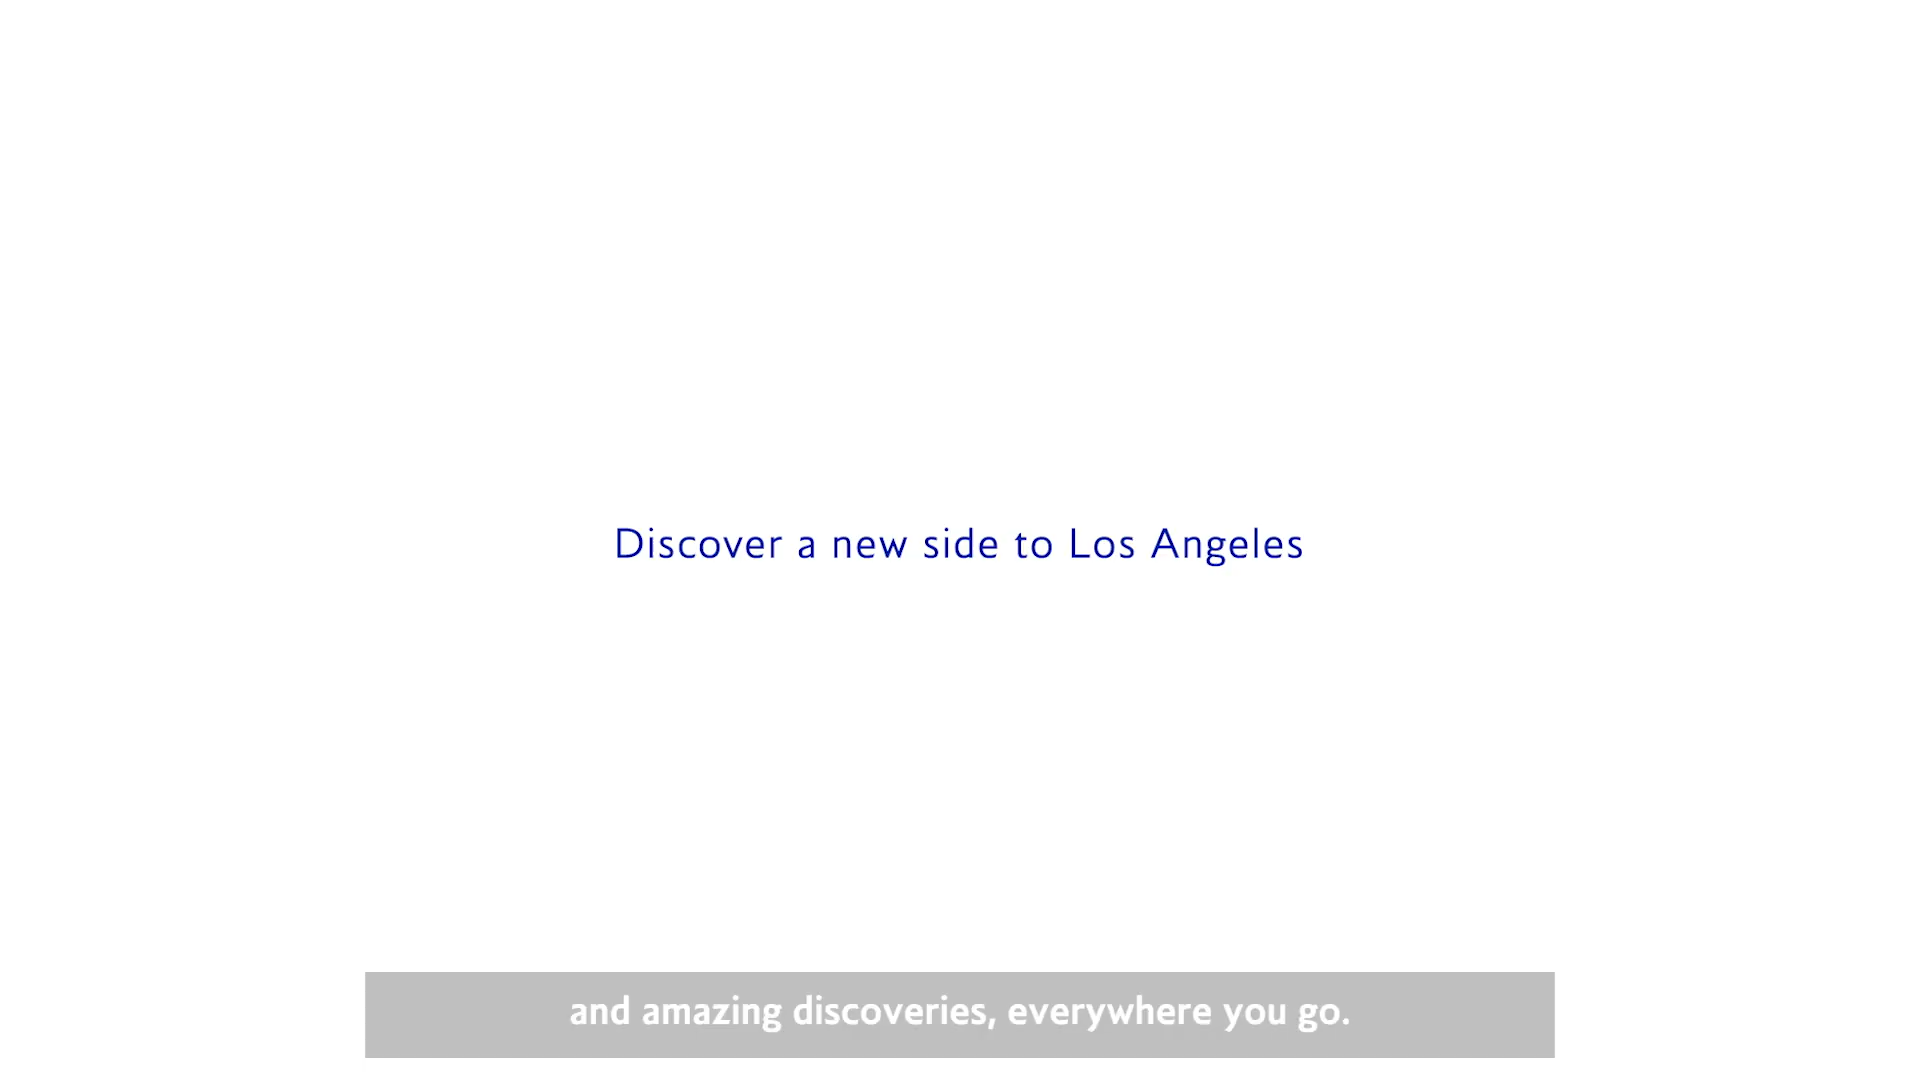 Discover a new side to Los Angeles
and amazing discoveries, everywhere you go.